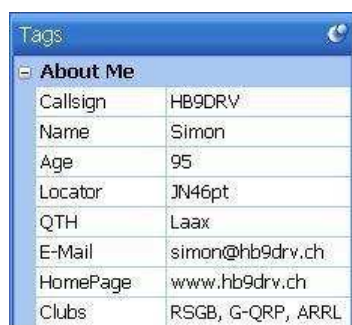 Tags
About Me
Callsign HB9DRV
Name Simon
Age 95
Locator JN46pt
QTH Laax
E-Mail simon@hb9drv.ch
HomePage www.hb9drv.ch
Clubs RSGB, G-QRP, ARRL